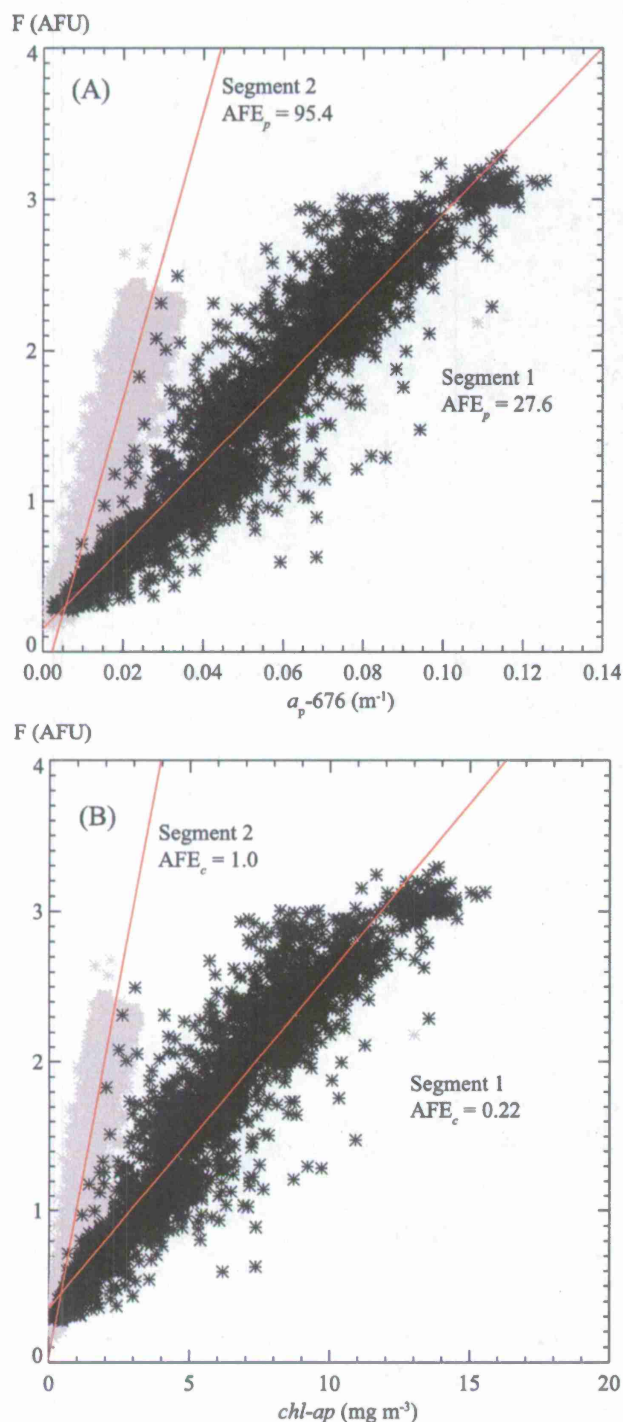 F (AFU)
4
(A)
Segment 2
AFEp = 95.4
3
2
Segment 1
AFEp = 27.6
1
0
0.00 0.02 0.04 0.06 0.08 0.10 0.12 0.14
ap-676 (m-1)
F (AFU)
4
(B)
Segment 2
AFEc = 1.0
3
2
Segment 1
AFEc = 0.22
1
0
0 5 10 15 20
chl-ap (mg m-3)